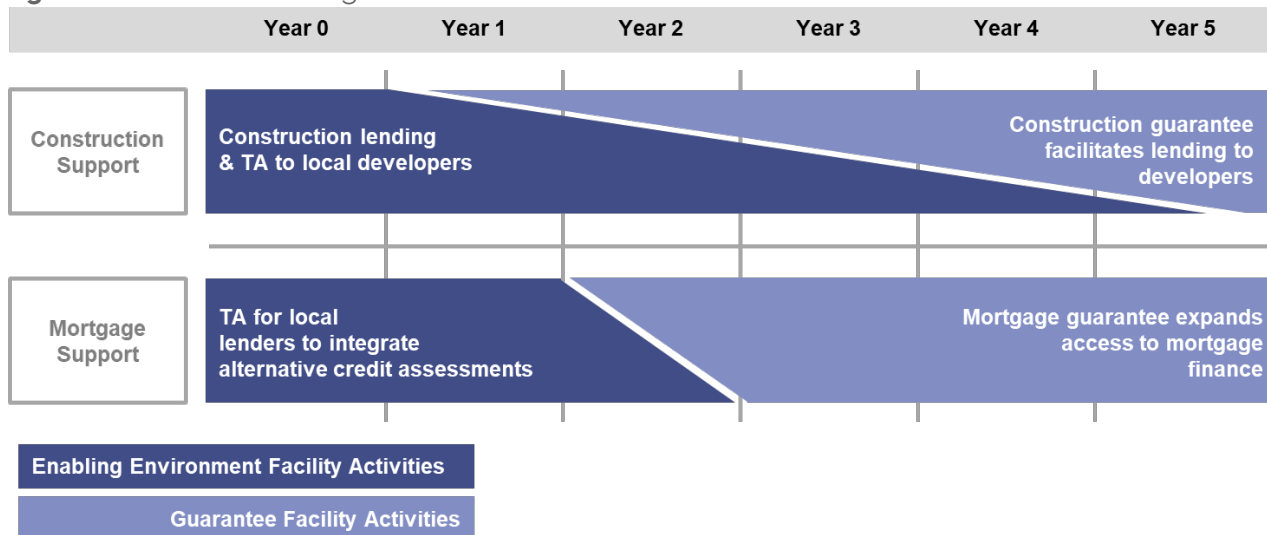 Year 0 Year 1 Year 2 Year 3 Year 4 Year 5
Construction
Support
Construction lending
& TA to local developers
Construction guarantee
facilitates lending to
developers
Mortgage
Support
TA for local
lenders to integrate
alternative credit assessments
Mortgage guarantee expands
access to mortgage
finance
Enabling Environment Facility Activities
Guarantee Facility Activities